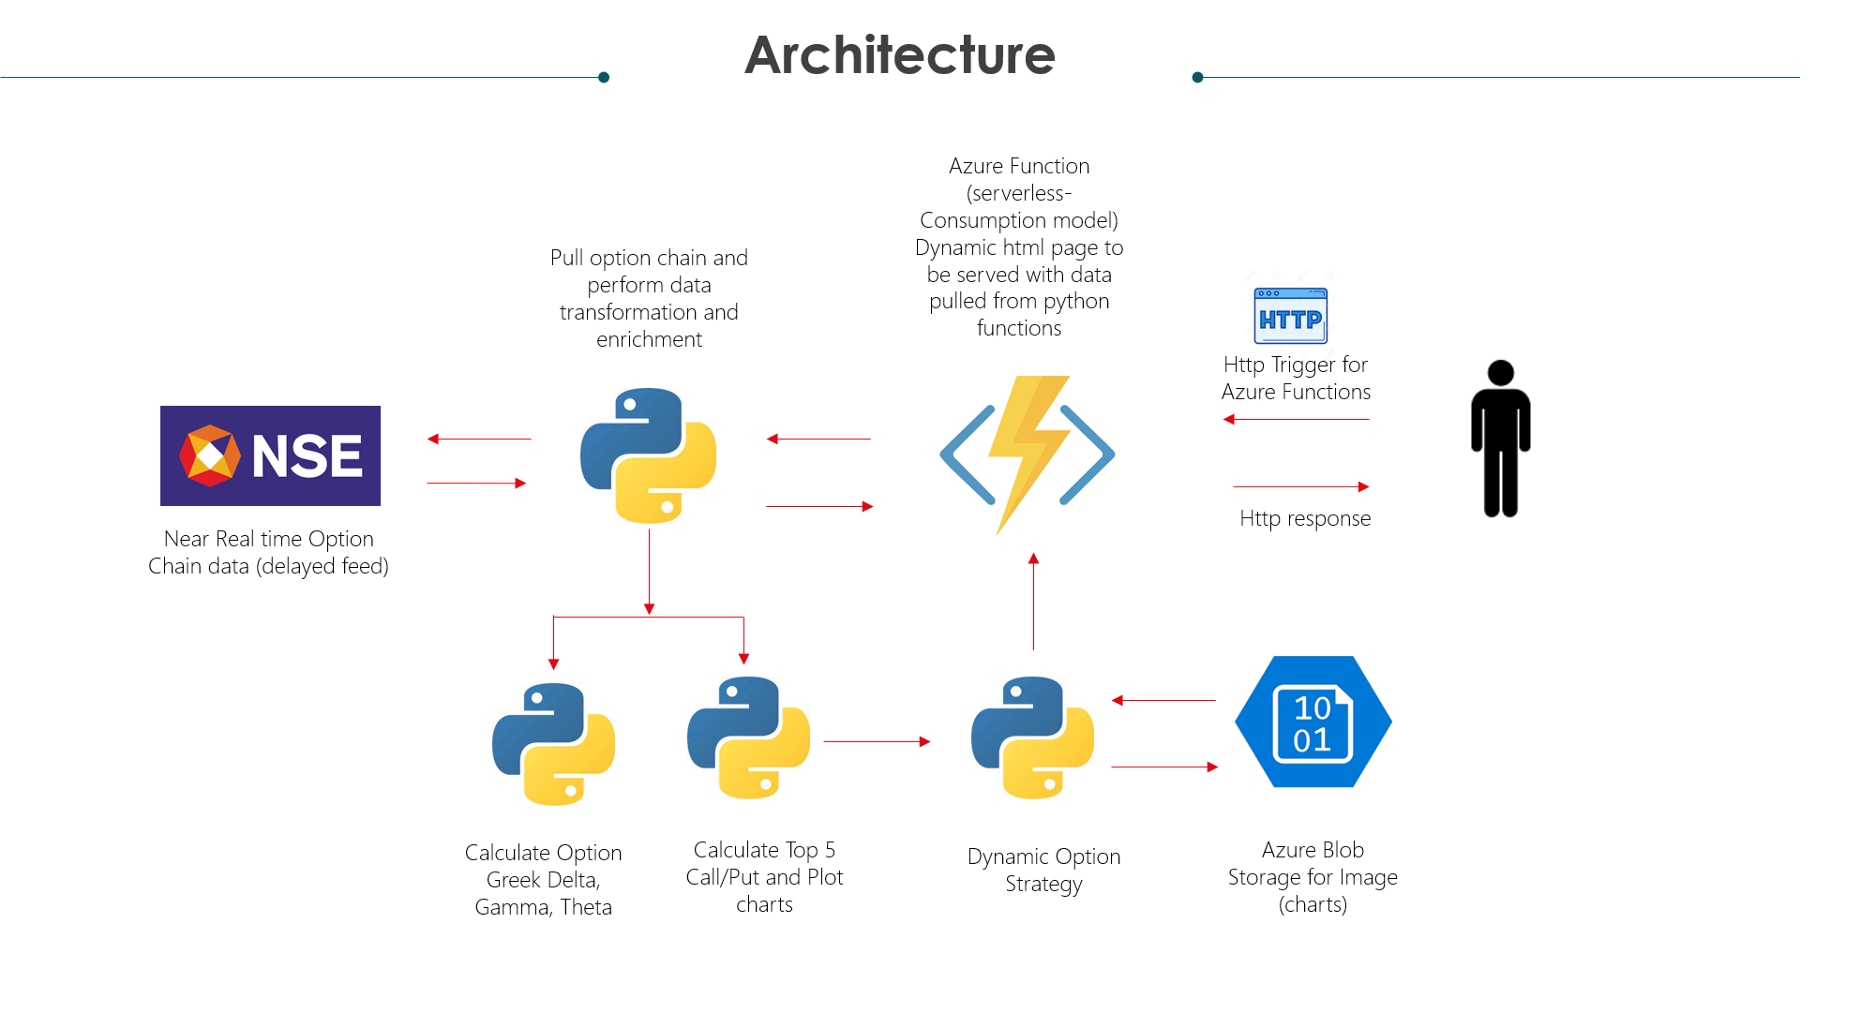 Architecture
Azure Function
(serverless-
Consumption model)
Dynamic html page to
be served with data
pulled from python
functions
Pull option chain and
perform data
transformation and
enrichment
HTTP
Http Trigger for
Azure Functions
NSE
Http response
Near Real time Option
Chain data (delayed feed)
10
01
Calculate Option
Greek Delta,
Gamma, Theta
Calculate Top 5
Call/Put and Plot
charts
Dynamic Option
Strategy
Azure Blob
Storage for Image
(charts)